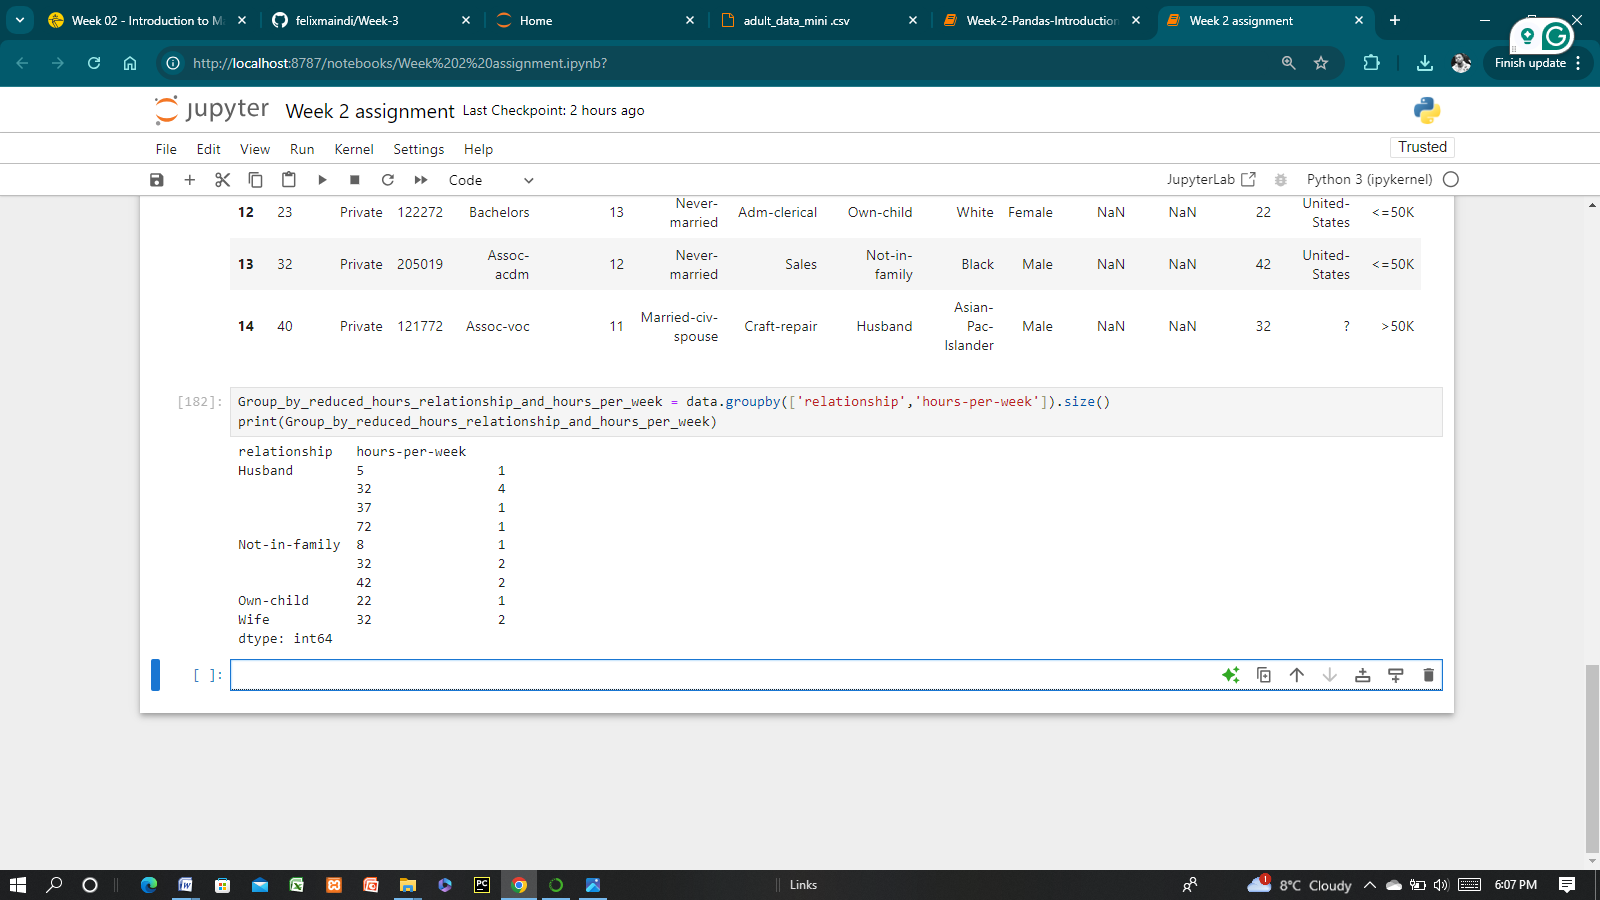 Week 02 - Introduction to M
felixmaindi/Week-3
Home
adult_data_mini .csv
Week-2-Pandas-Introduction
Week 2 assignment
http://localhost:8787/notebooks/Week%202%20assignment.ipynb?
Finish update
jupyter Week 2 assignment Last Checkpoint: 2 hours ago
File Edit View Run Kernel Settings Help
Trusted
Code
JupyterLab
Python 3 (ipykernel)
12 23 Private 122272 Bachelors 13 Never-married Adm-clerical Own-child White Female NaN NaN 22 United-States <=50K
13 32 Private 205019 Assoc-acdm 12 Never-married Sales Not-in-family Black Male NaN NaN 42 United-States <=50K
14 40 Private 121772 Assoc-voc 11 Married-civ-spouse Craft-repair Husband Asian-Pac-Islander Male NaN NaN 32 ? >50K
[182]: Group_by_reduced_hours_relationship_and_hours_per_week = data.groupby(['relationship','hours-per-week']).size()
print(Group_by_reduced_hours_relationship_and_hours_per_week)
relationship hours-per-week
Husband 5 1
32 4
37 1
72 1
Not-in-family 8 1
32 2
42 2
Own-child 22 1
Wife 32 2
dtype: int64
[ ]:
Links
1
8°C Cloudy
6:07 PM